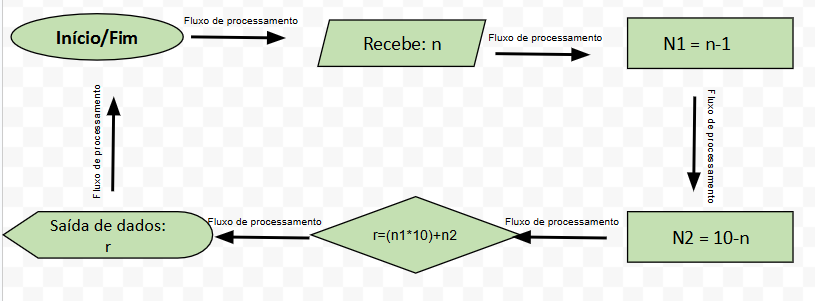 Início/Fim
Fluxo de processamento
Recebe: n
Fluxo de processamento
N1 = n-1
Fluxo de processamento
N2 = 10-n
Fluxo de processamento
r=(n1*10)+n2
Fluxo de processamento
Saída de dados:
r
Fluxo de processamento